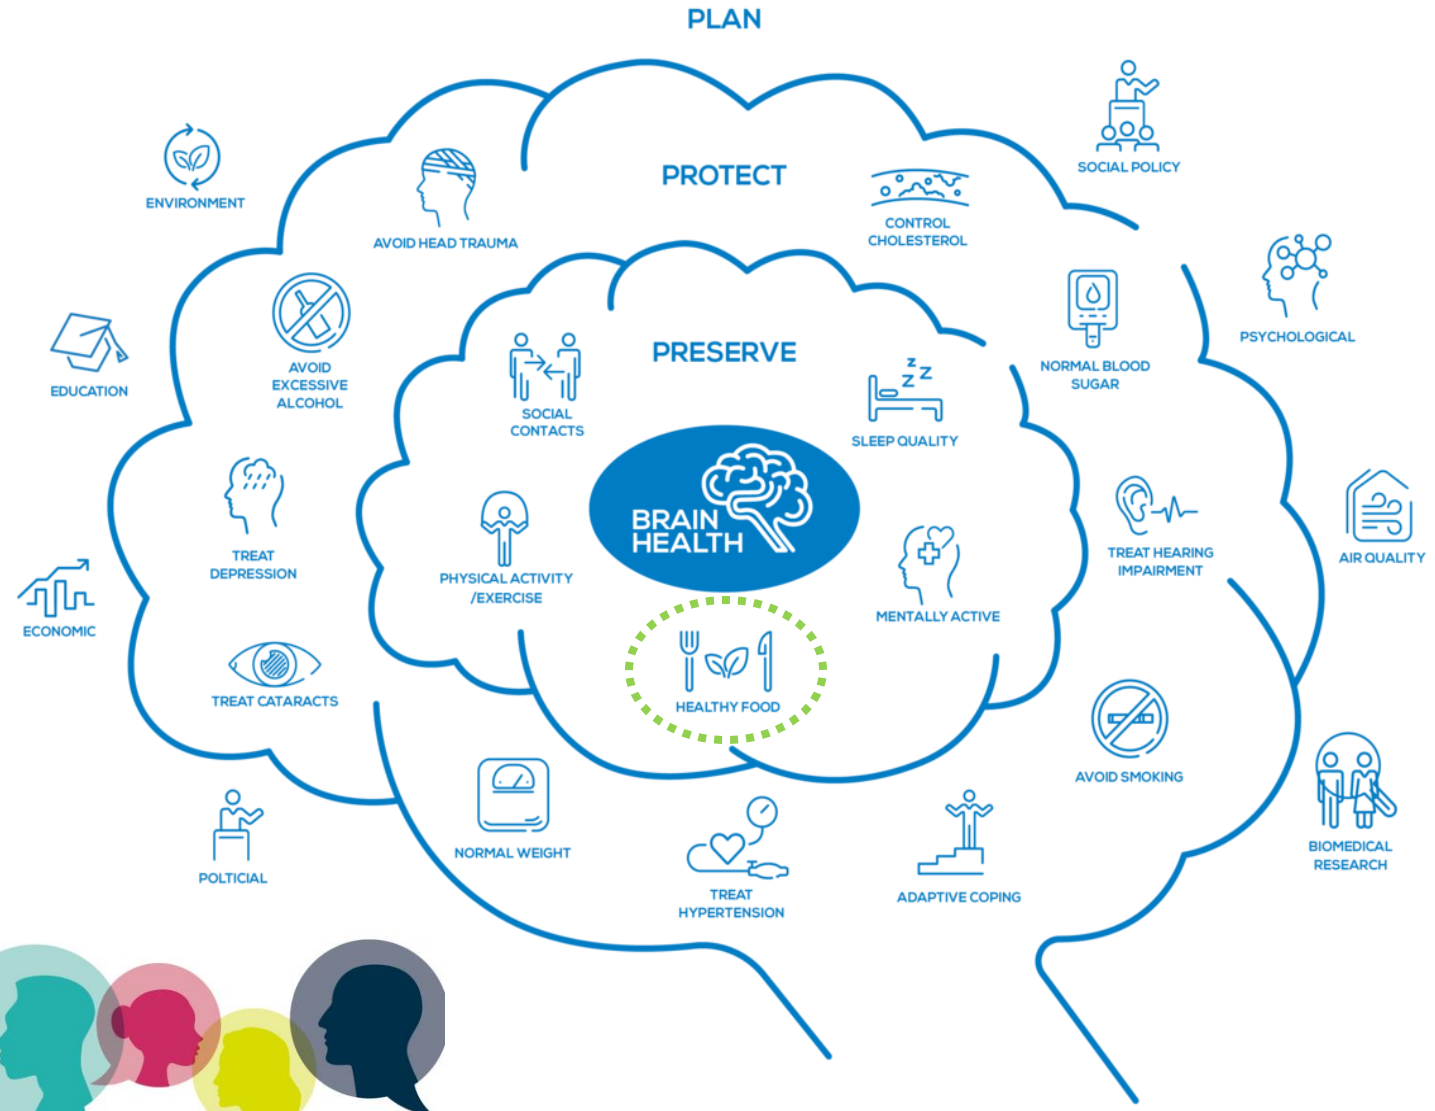 PLAN
SOCIAL POLICY
ENVIRONMENT
PROTECT
AVOID HEAD TRAUMA
CONTROL
CHOLESTEROL
PSYCHOLOGICAL
EDUCATION
AVOID
EXCESSIVE
ALCOHOL
PRESERVE
NORMAL BLOOD
SUGAR
SOCIAL
CONTACTS
z z
z z
SLEEP QUALITY
BRAIN
HEALTH
TREAT
DEPRESSION
PHYSICAL ACTIVITY
/EXERCISE
TREAT HEARING
IMPAIRMENT
AIR QUALITY
MENTALLY ACTIVE
ECONOMIC
TREAT CATARACTS
HEALTHY FOOD
AVOID SMOKING
POLTICIAL
NORMAL WEIGHT
TREAT
HYPERTENSION
ADAPTIVE COPING
BIOMEDICAL
RESEARCH